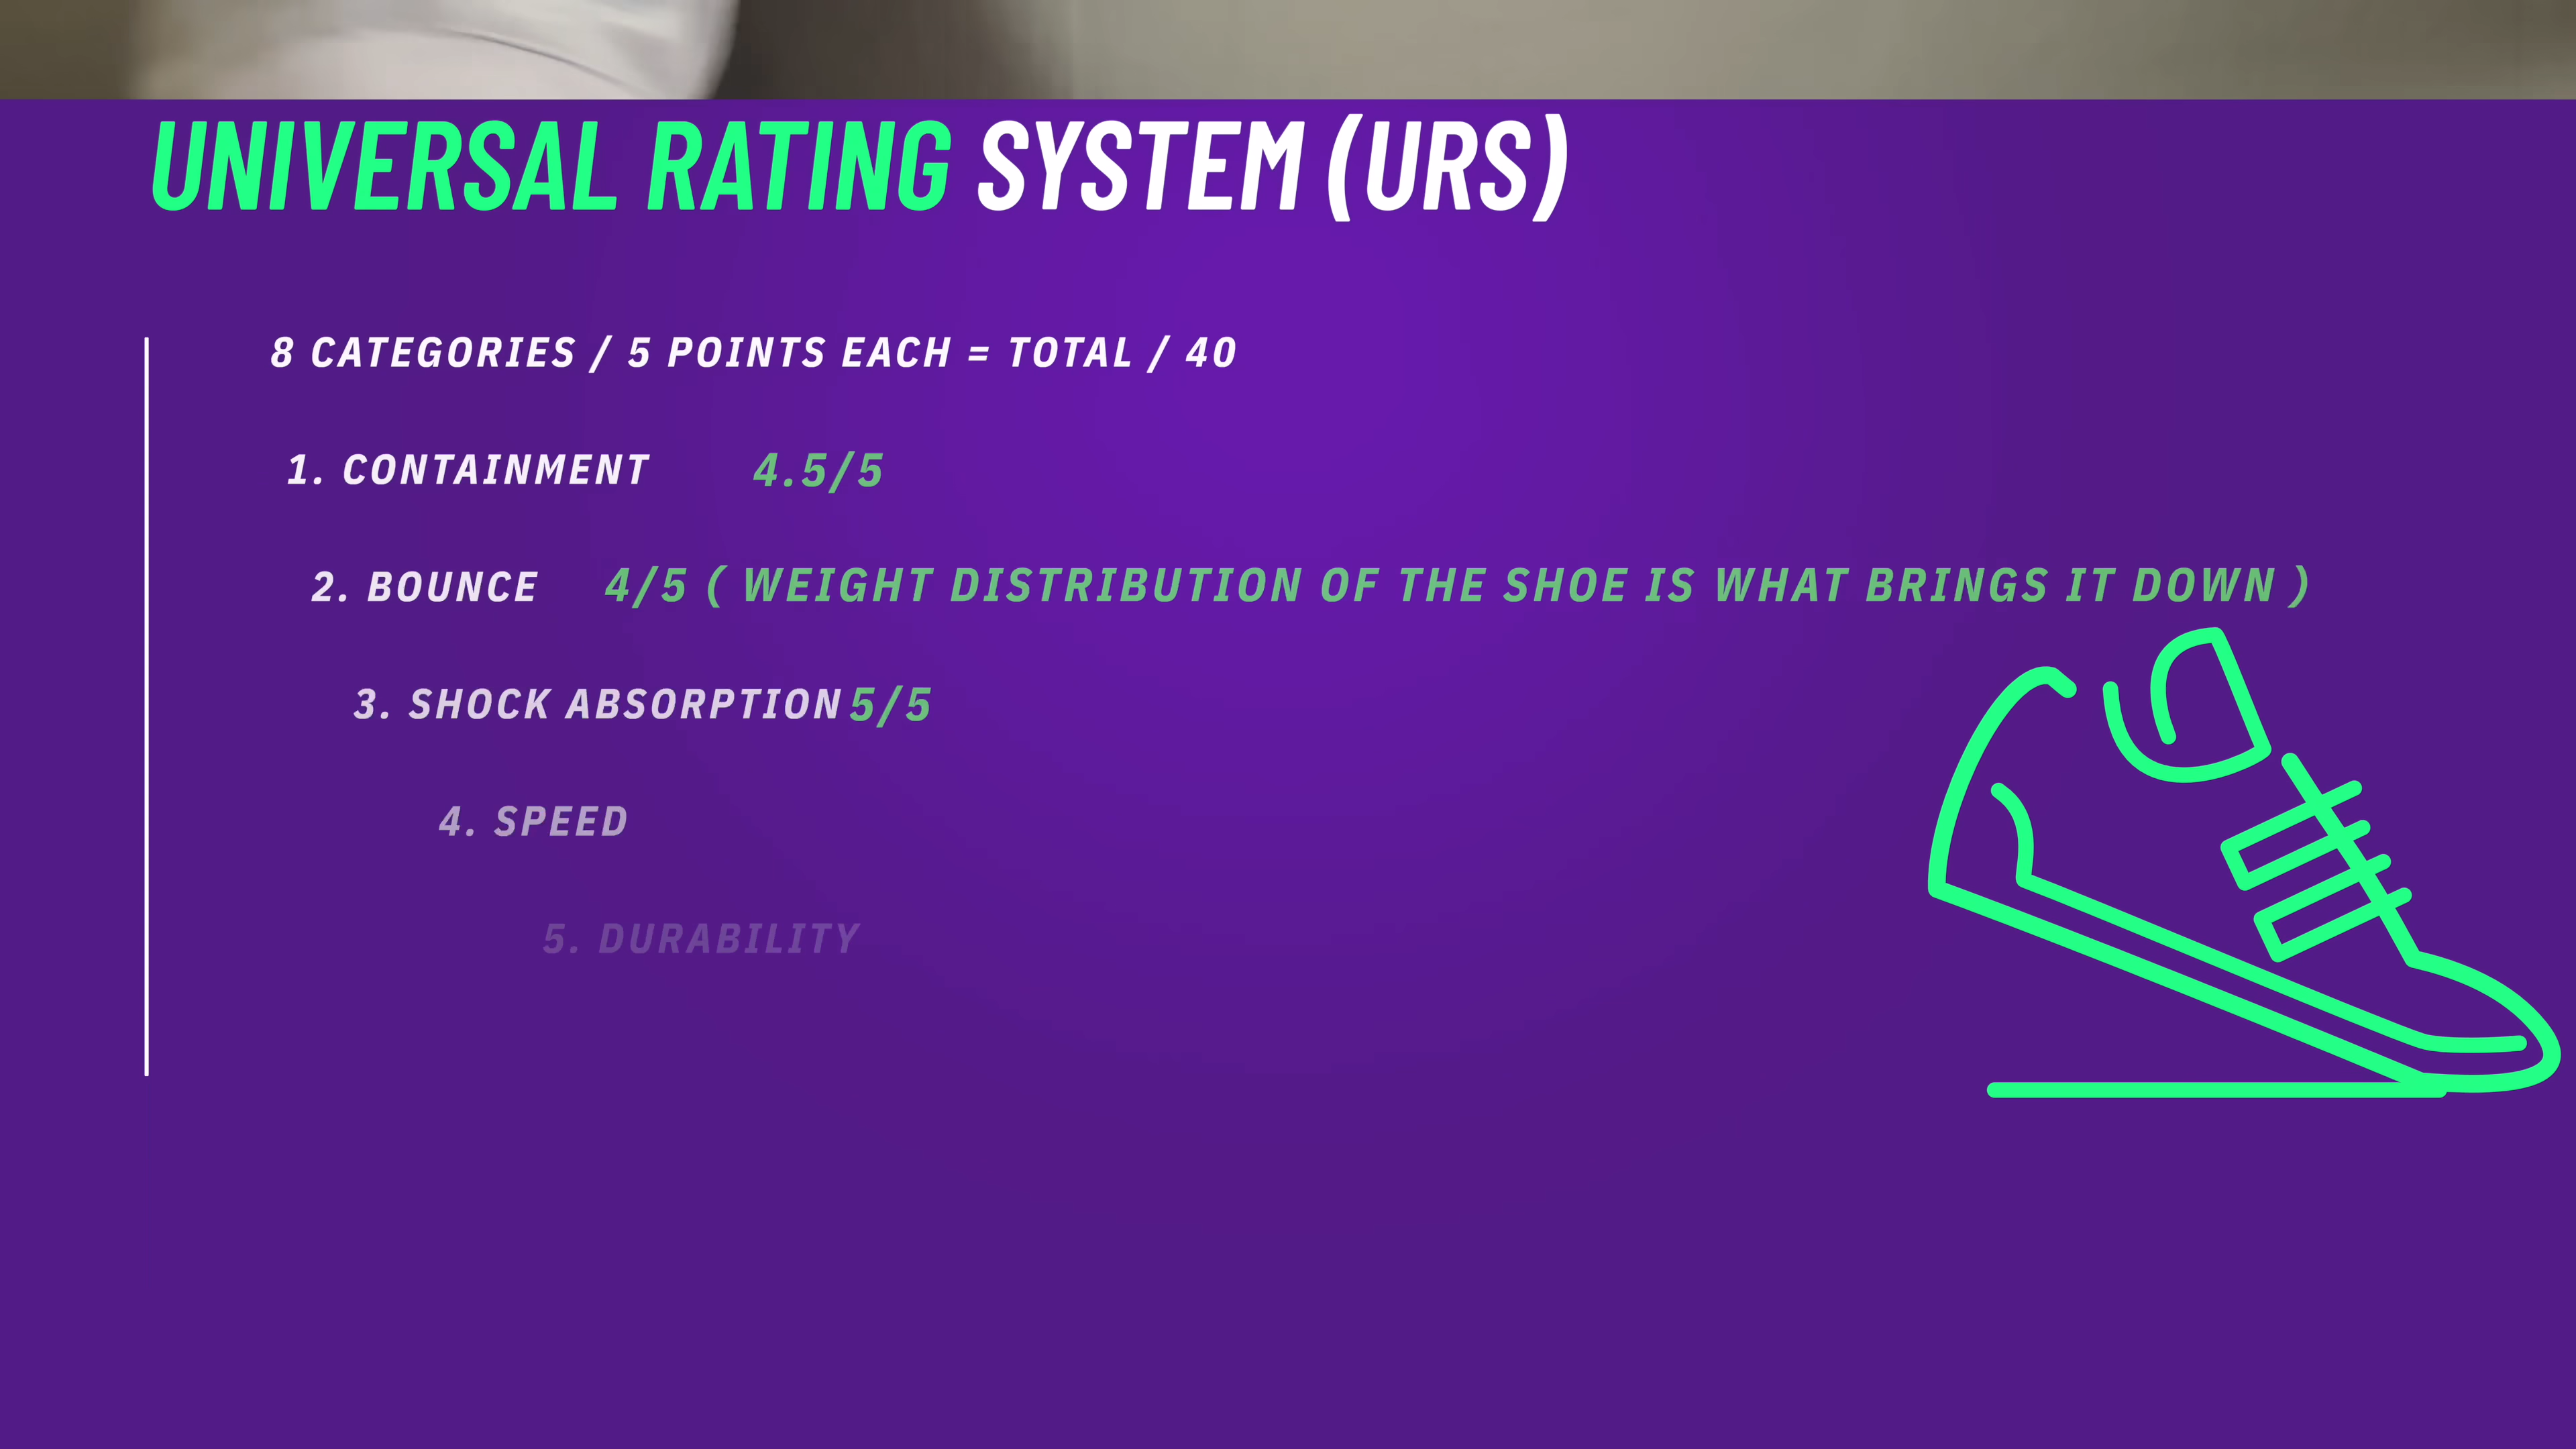 UNIVERSAL RATING SYSTEM (URS)
8 CATEGORIES / 5 POINTS EACH = TOTAL / 40
1. CONTAINMENT 4.5/5
2. BOUNCE 4/5 ( WEIGHT DISTRIBUTION OF THE SHOE IS WHAT BRINGS IT DOWN )
3. SHOCK ABSORPTION 5/5
4. SPEED
5. DURABILITY